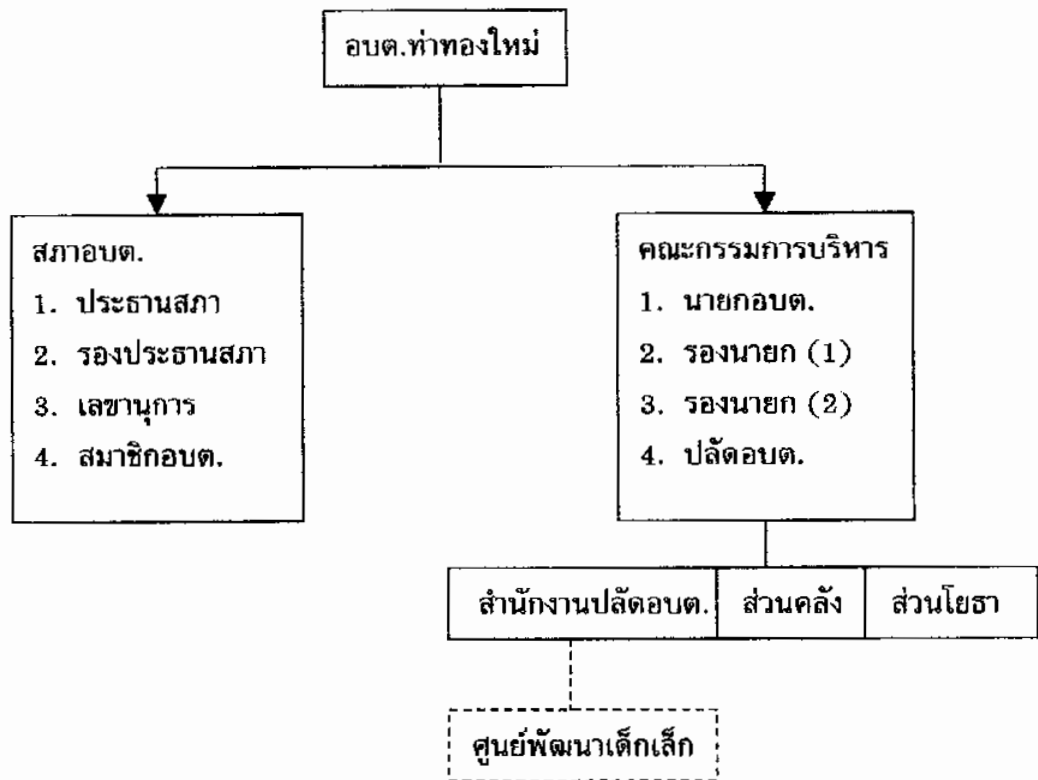 อบต.ท่าทองใหม่
สภาอบต.
1. ประธานสภา
2. รองประธานสภา
3. เลขานุการ
4. สมาชิกอบต.
คณะกรรมการบริหาร
1. นายกอบต.
2. รองนายก (1)
3. รองนายก (2)
4. ปลัดอบต.
สำนักงานปลัดอบต. ส่วนคลัง ส่วนโยธา
ศูนย์พัฒนาเด็กเล็ก